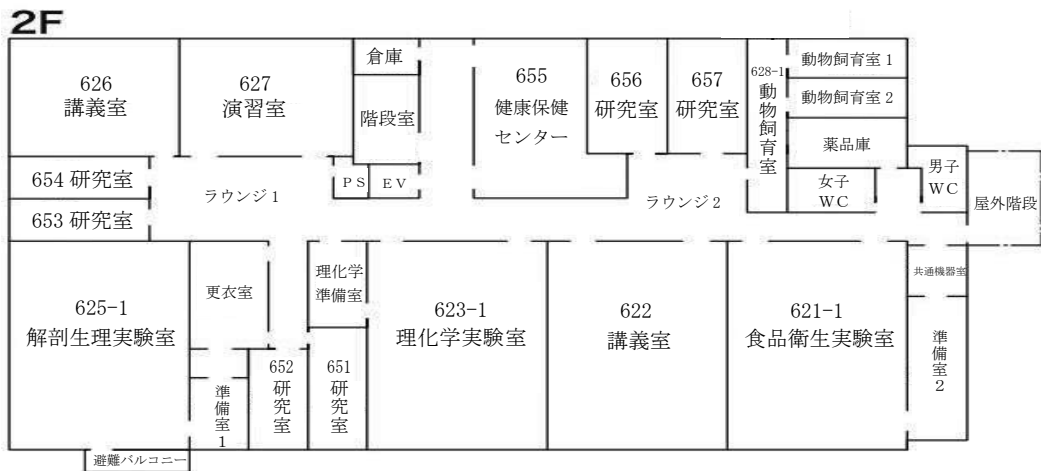 2F
626
講義室
627
演習室
倉庫
階段室
655
健康保健
センター
656
研究室
657
研究室
628-1
動物飼育室
動物飼育室1
動物飼育室2
薬品庫
女子
WC
男子
WC
屋外階段
654 研究室
653 研究室
ラウンジ1
PS
EV
ラウンジ2
625-1
解剖生理実験室
更衣室
準備室1
652
研究室
理化学
準備室
651
研究室
623-1
理化学実験室
622
講義室
621-1
食品衛生実験室
共通機器室
準備室2
避難バルコニー